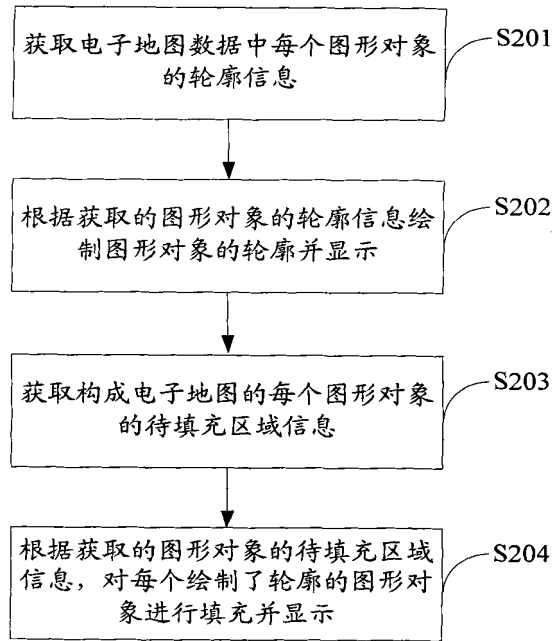 获取电子地图数据中每个图形对象
的轮廓信息
S201
根据获取的图形对象的轮廓信息绘
制图形对象的轮廓并显示
S202
获取构成电子地图的每个图形对象
的待填充区域信息
S203
根据获取的图形对象的待填充区域
信息，对每个绘制了轮廓的图形对
象进行填充并显示
S204